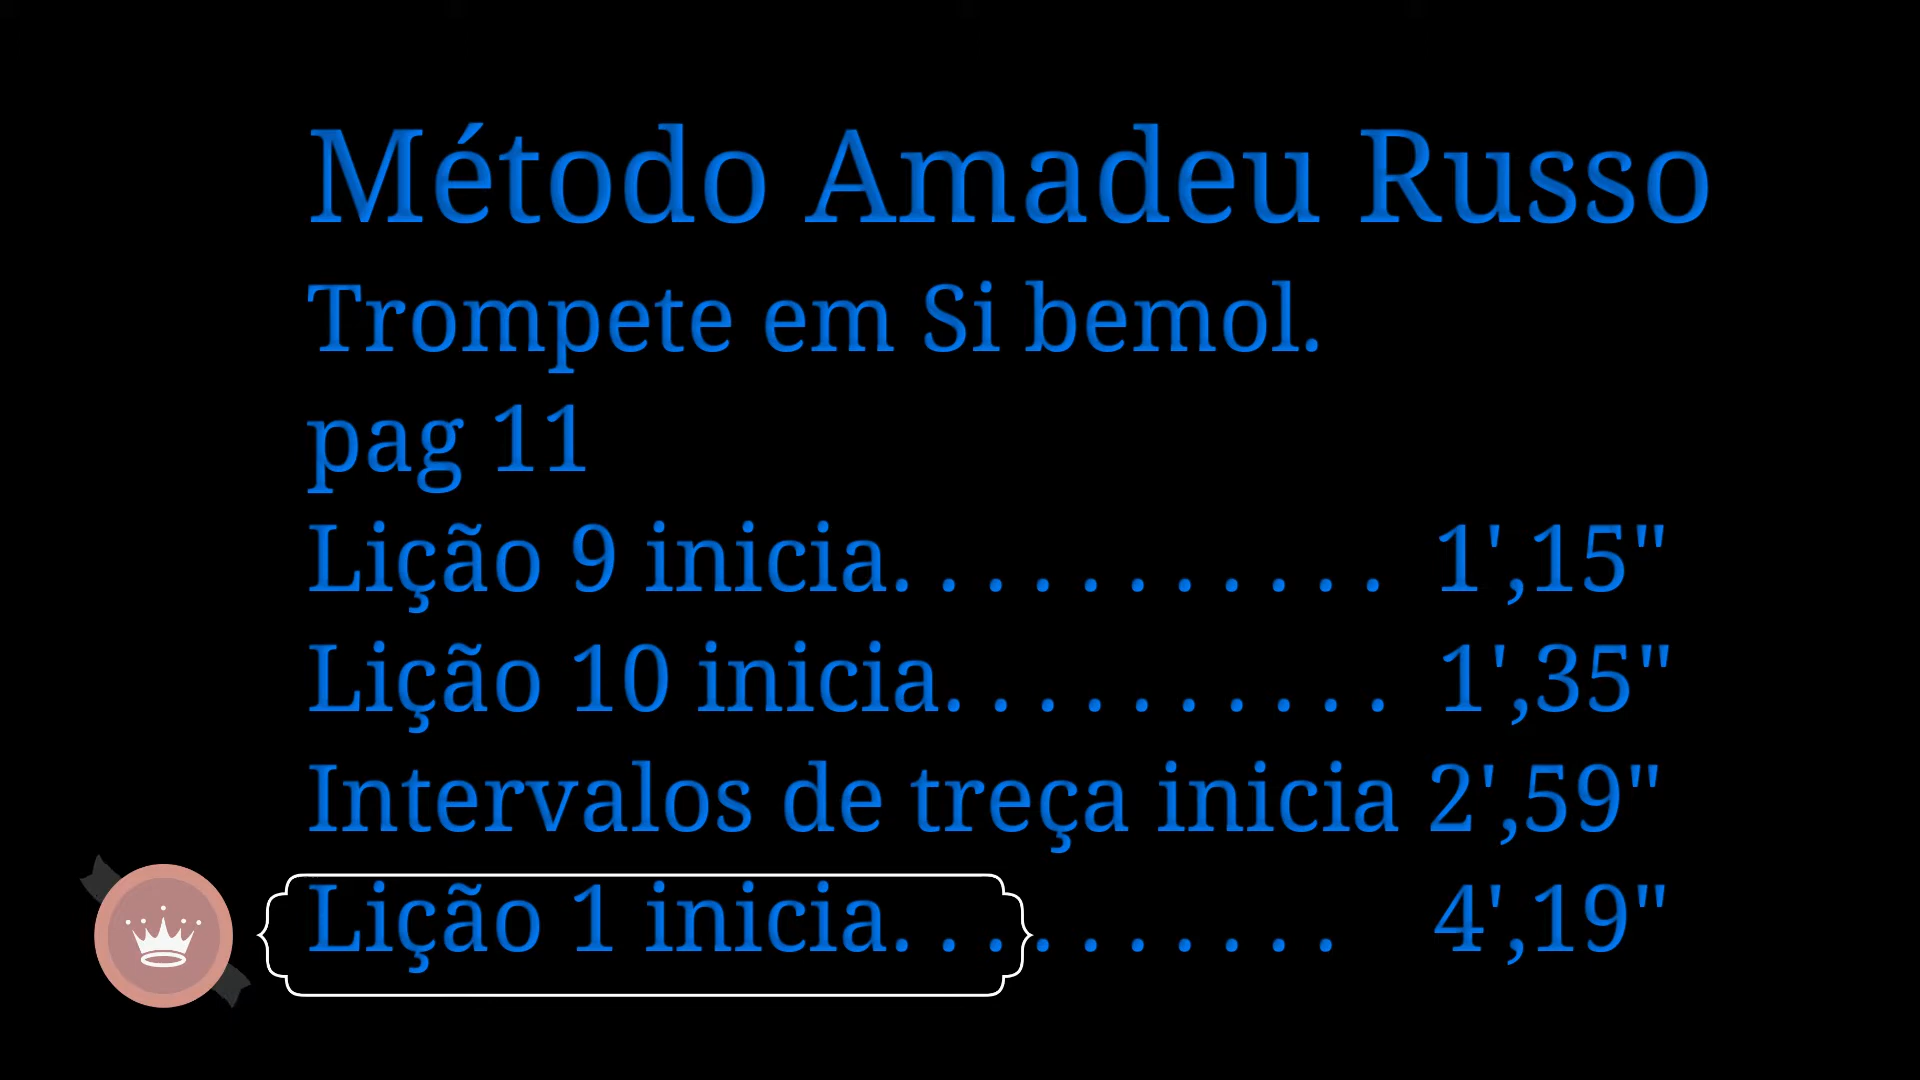 Método Amadeu Russo
Trompete em Si bemol.
pag 11
Lição 9 inicia. . . . . . . . . . . 1',15"
Lição 10 inicia. . . . . . . . . . 1',35"
Intervalos de treça inicia 2',59"
Lição 1 inicia. . . . . . . . . . 4',19"